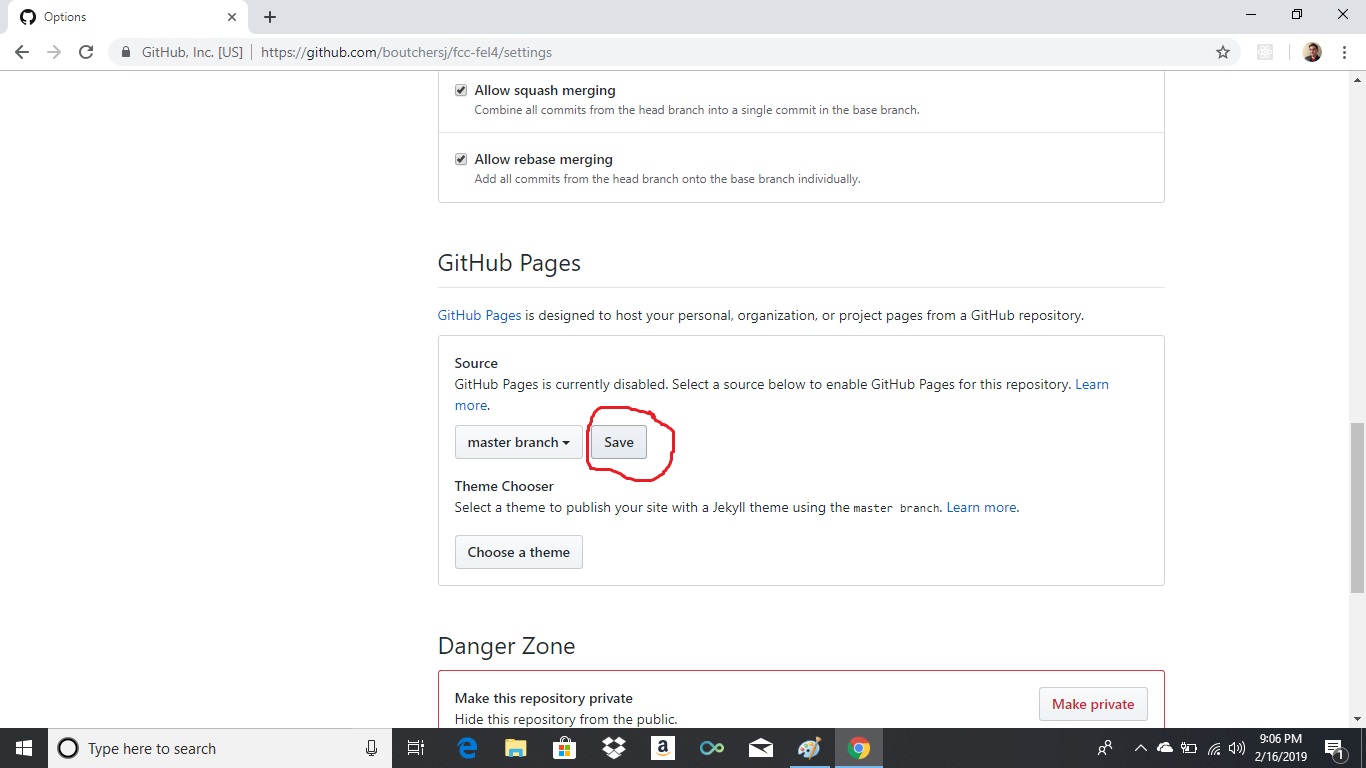 Options
GitHub, Inc. [US]
https://github.com/boutchersj/fcc-fel4/settings
Allow squash merging
Combine all commits from the head branch into a single commit in the base branch.
Allow rebase merging
Add all commits from the head branch onto the base branch individually.
GitHub Pages
GitHub Pages is designed to host your personal, organization, or project pages from a GitHub repository.
Source
GitHub Pages is currently disabled. Select a source below to enable GitHub Pages for this repository. Learn
more.
master branch
Save
Theme Chooser
Select a theme to publish your site with a Jekyll theme using the master branch. Learn more.
Choose a theme
Danger Zone
Make this repository private
Hide this repository from the public.
Make private
Type here to search
9:06 PM
2/16/2019
1